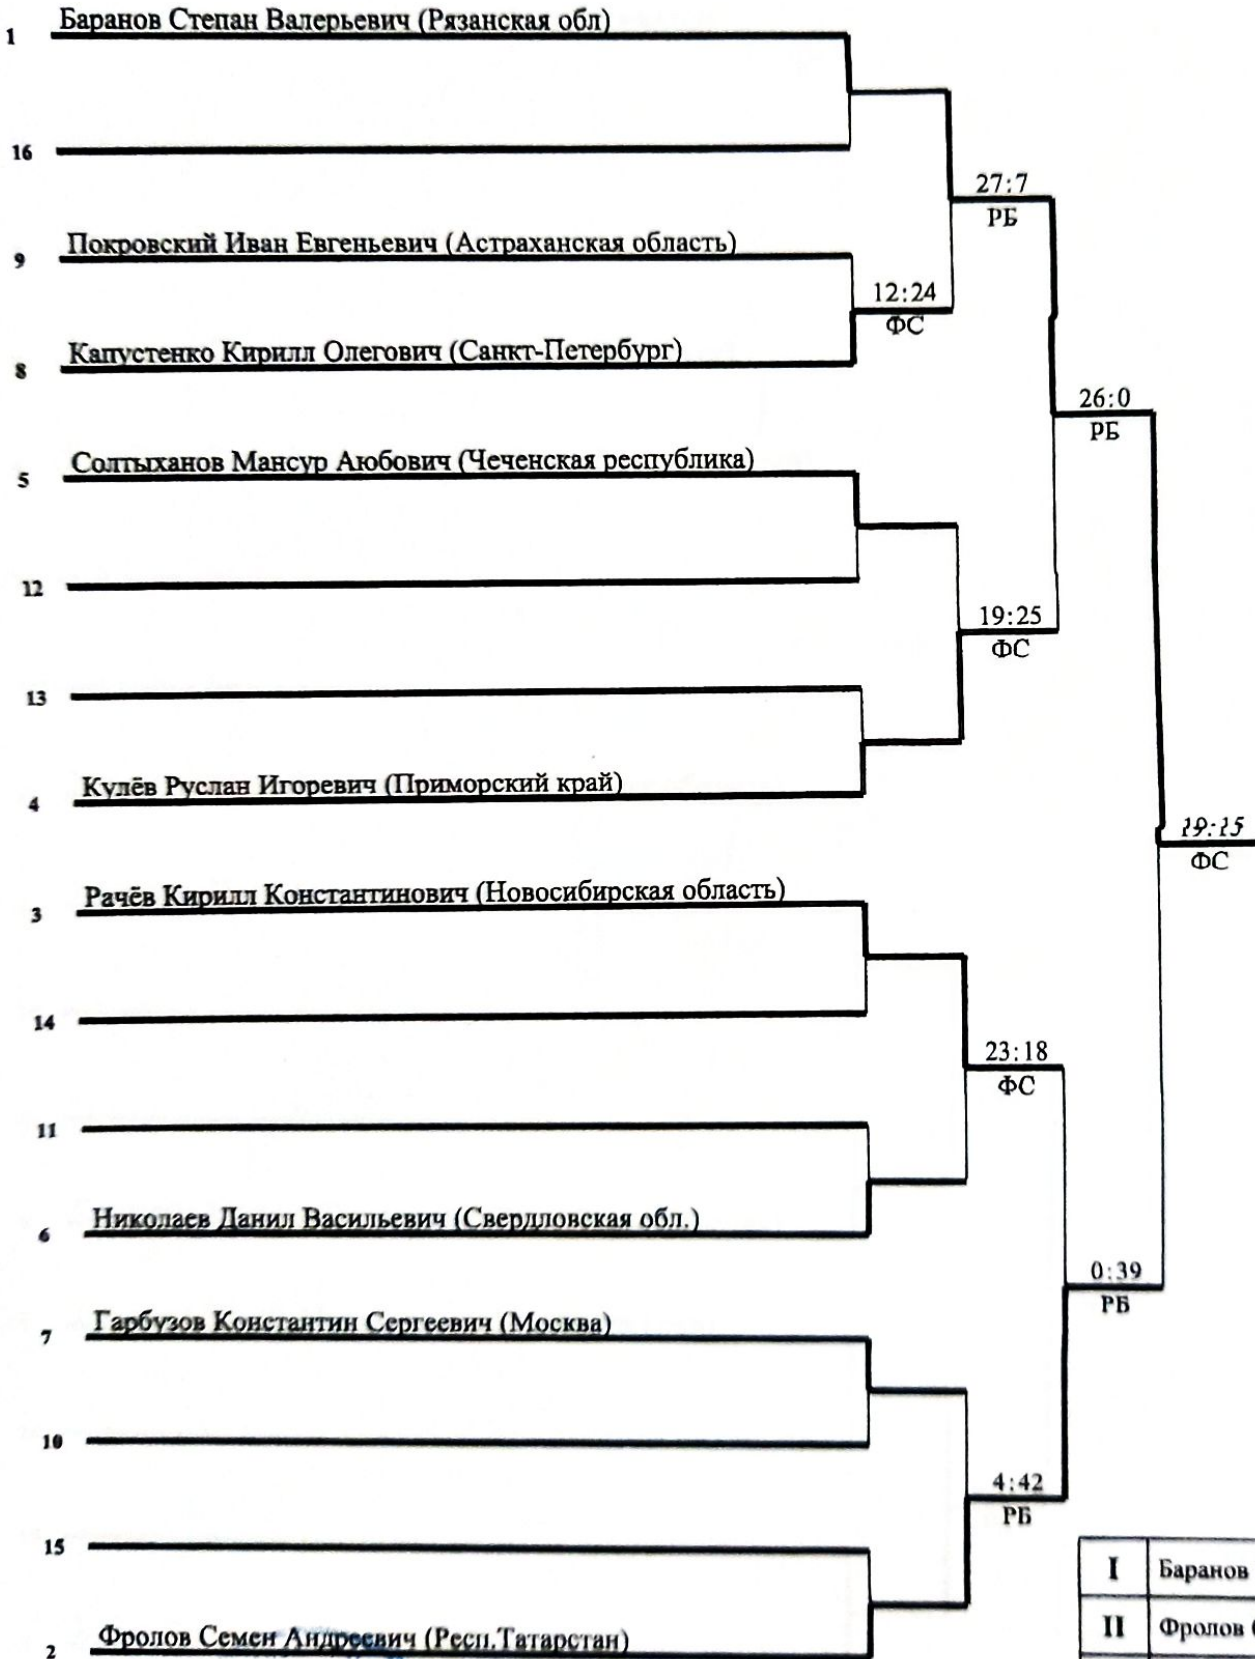 1 Баранов Степан Валерьевич (Рязанская обл)
16
27:7
РБ
9 Покровский Иван Евгеньевич (Астраханская область)
12:24
ФС
8 Капустенко Кирилл Олегович (Санкт-Петербург)
26:0
РБ
5 Солтыханов Мансур Аюбович (Чеченская республика)
12
19:25
ФС
13
4 Кулёв Руслан Игоревич (Приморский край)
19:15
ФС
3 Рачёв Кирилл Константинович (Новосибирская область)
14
23:18
ФС
11
6 Николаев Данил Васильевич (Свердловская обл.)
0:39
РБ
7 Гарбузов Константин Сергеевич (Москва)
10
4:42
РБ
15
I Баранов
II Фролов
2 Фролов Семен Андреевич (Респ.Татарстан)